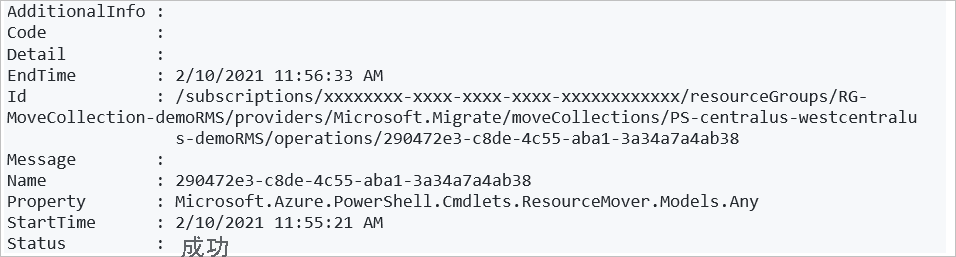 AdditionalInfo :
Code           :
Detail         :
EndTime        : 2/10/2021 11:56:33 AM
Id             : /subscriptions/xxxxxxxx-xxxx-xxxx-xxxx-xxxxxxxxxxxx/resourceGroups/RG-
MoveCollection-demoRMS/providers/Microsoft.Migrate/moveCollections/PS-centralus-westcentralu
                 s-demoRMS/operations/290472e3-c8de-4c55-aba1-3a34a7a4ab38
Message        :
Name           : 290472e3-c8de-4c55-aba1-3a34a7a4ab38
Property       : Microsoft.Azure.PowerShell.Cmdlets.ResourceMover.Models.Any
StartTime      : 2/10/2021 11:55:21 AM
Status         : 成功